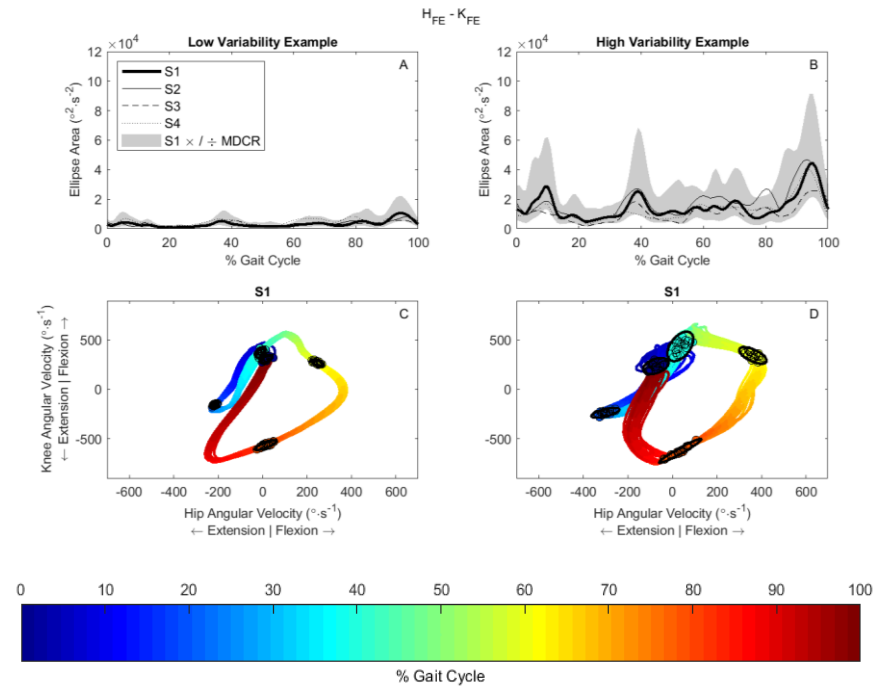 H_FE - K_FE
Low Variability Example
× 10^4
A
12
10
8
6
4
2
0
Ellipse Area (°^2·s^-2)
S1
S2
S3
S4
S1 × / ÷ MDCR
0 20 40 60 80 100
% Gait Cycle
High Variability Example
× 10^4
B
12
10
8
6
4
2
0
Ellipse Area (°^2·s^-2)
0 20 40 60 80 100
% Gait Cycle
S1
C
500
0
-500
Knee Angular Velocity (°·s^-1)
← Extension | Flexion →
-600 -400 -200 0 200 400 600
Hip Angular Velocity (°·s^-1)
← Extension | Flexion →
S1
D
500
0
-500
-600 -400 -200 0 200 400 600
Hip Angular Velocity (°·s^-1)
← Extension | Flexion →
0 10 20 30 40 50 60 70 80 90 100
% Gait Cycle